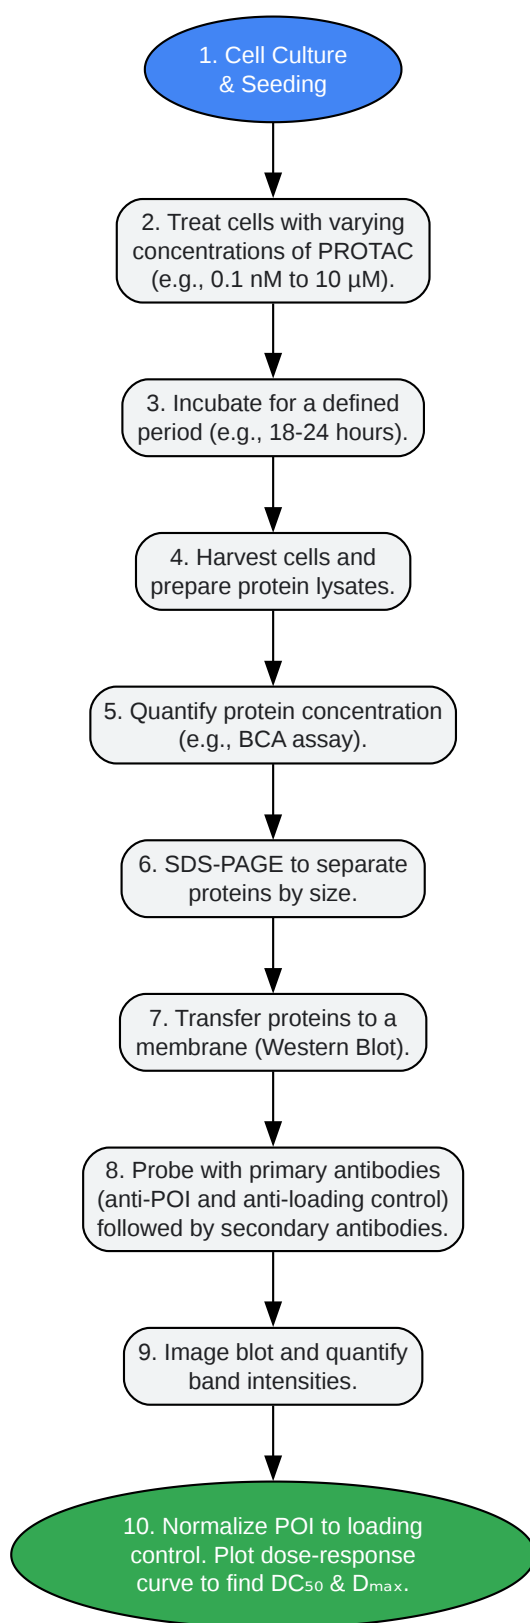 1. Cell Culture
& Seeding
2. Treat cells with varying
concentrations of PROTAC
(e.g., 0.1 nM to 10 µM).
3. Incubate for a defined
period (e.g., 18-24 hours).
4. Harvest cells and
prepare protein lysates.
5. Quantify protein concentration
(e.g., BCA assay).
6. SDS-PAGE to separate
proteins by size.
7. Transfer proteins to a
membrane (Western Blot).
8. Probe with primary antibodies
(anti-POI and anti-loading control)
followed by secondary antibodies.
9. Image blot and quantify
band intensities.
10. Normalize POI to loading
control. Plot dose-response
curve to find DC₅₀ & Dₘₐₓ.